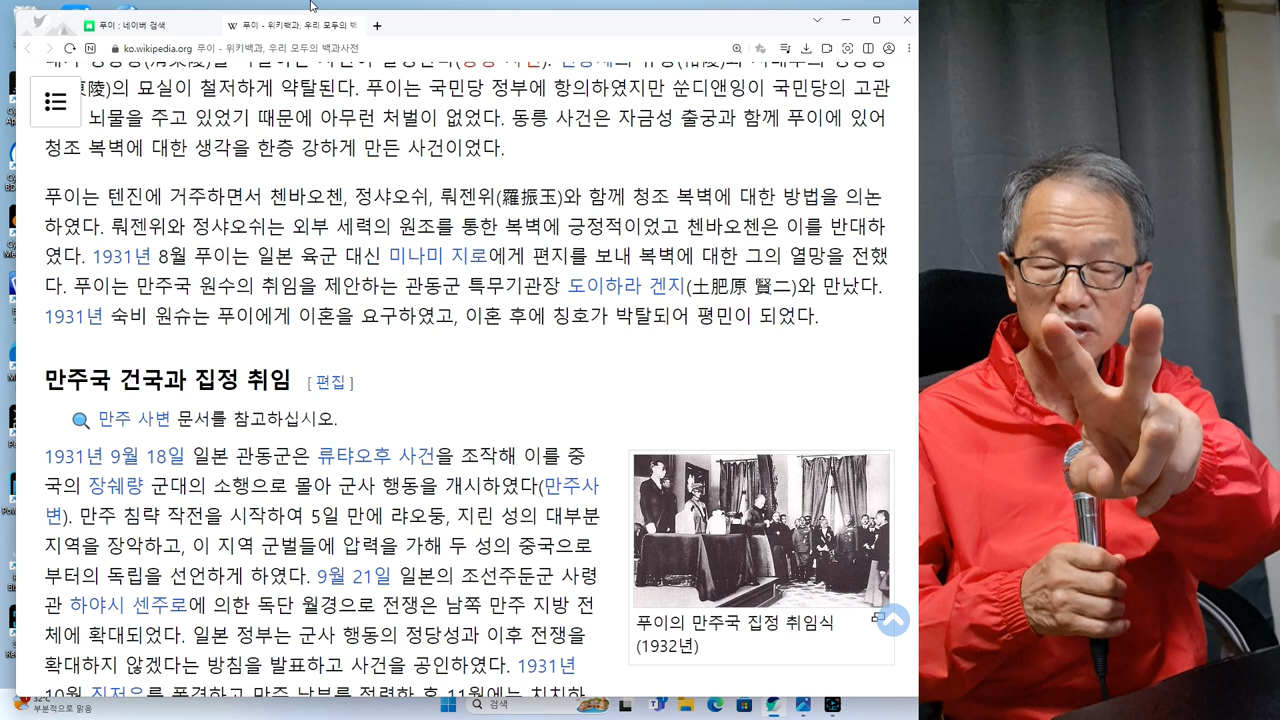 푸이 : 네이버 검색
푸이 - 위키백과, 우리 모두의 백
ko.wikipedia.org 푸이 - 위키백과, 우리 모두의 백과사전
陵)의 묘실이 철저하게 약탈된다. 푸이는 국민당 정부에 항의하였지만 쑨디앤잉이 국민당의 고관
뇌물을 주고 있었기 때문에 아무런 처벌이 없었다. 동릉 사건은 자금성 출궁과 함께 푸이에 있어
청조 복벽에 대한 생각을 한층 강하게 만든 사건이었다.
푸이는 텐진에 거주하면서 첸바오첸, 정샤오쉬, 뤄젠위(羅振玉)와 함께 청조 복벽에 대한 방법을 의논
하였다. 뤄젠위와 정샤오쉬는 외부 세력의 원조를 통한 복벽에 긍정적이었고 첸바오첸은 이를 반대하
였다. 1931년 8월 푸이는 일본 육군 대신 미나미 지로에게 편지를 보내 복벽에 대한 그의 열망을 전했
다. 푸이는 만주국 원수의 취임을 제안하는 관동군 특무기관장 도이하라 겐지(土肥原 賢二)와 만났다.
1931년 숙비 원슈는 푸이에게 이혼을 요구하였고, 이혼 후에 칭호가 박탈되어 평민이 되었다.
만주국 건국과 집정 취임 [ 편집 ]
만주 사변 문서를 참고하십시오.
1931년 9월 18일 일본 관동군은 류탸오후 사건을 조작해 이를 중
국의 장쉐량 군대의 소행으로 몰아 군사 행동을 개시하였다(만주사
변). 만주 침략 작전을 시작하여 5일 만에 랴오둥, 지린 성의 대부분
지역을 장악하고, 이 지역 군벌들에 압력을 가해 두 성의 중국으로
부터의 독립을 선언하게 하였다. 9월 21일 일본의 조선주둔군 사령
관 하야시 센주로에 의한 독단 월경으로 전쟁은 남쪽 만주 지방 전
체에 확대되었다. 일본 정부는 군사 행동의 정당성과 이후 전쟁을
확대하지 않겠다는 방침을 발표하고 사건을 공인하였다. 1931년
푸이의 만주국 집정 취임식
(1932년)
부분적으로 맑음
검색